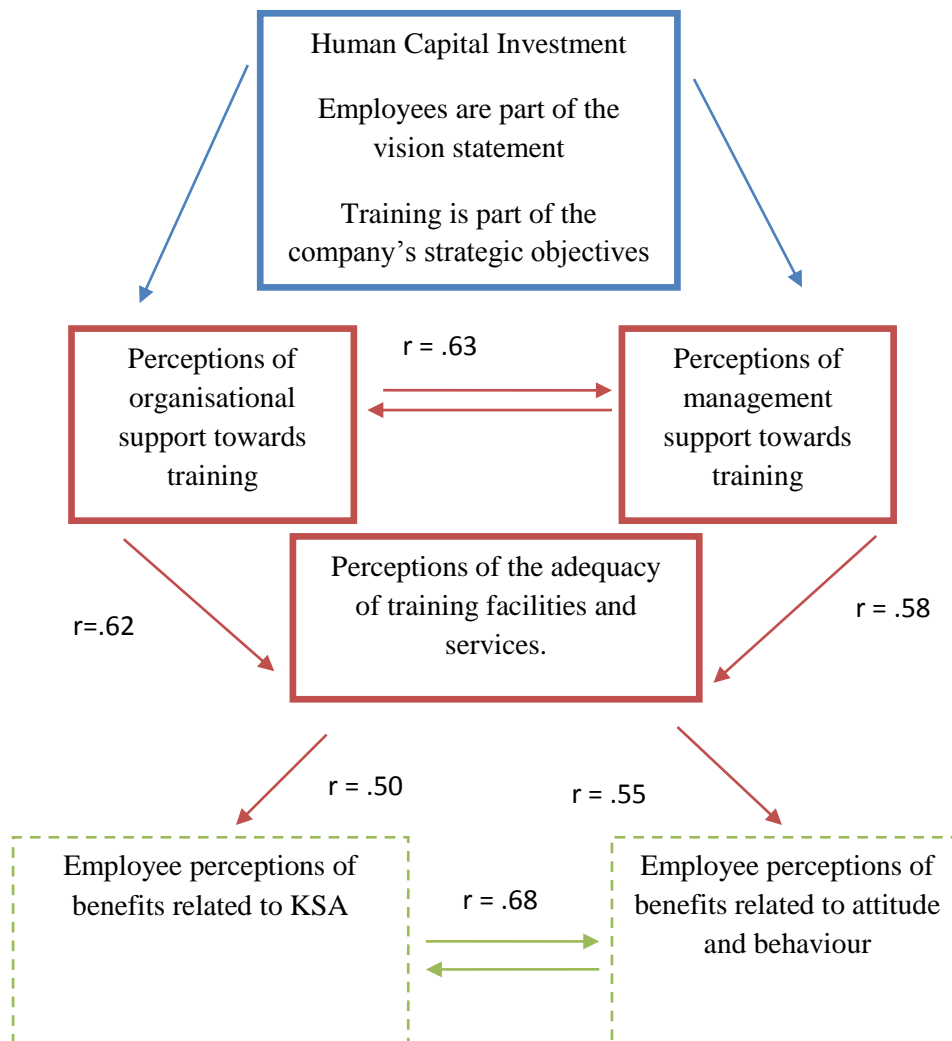 Human Capital Investment
Employees are part of the
vision statement
Training is part of the
company’s strategic objectives
r = .63
Perceptions of
organisational
support towards
training
Perceptions of
management
support towards
training
Perceptions of the adequacy
of training facilities and
services.
r=.62
r = .58
r = .50
r = .55
Employee perceptions of
benefits related to KSA
r = .68
Employee perceptions of
benefits related to attitude
and behaviour